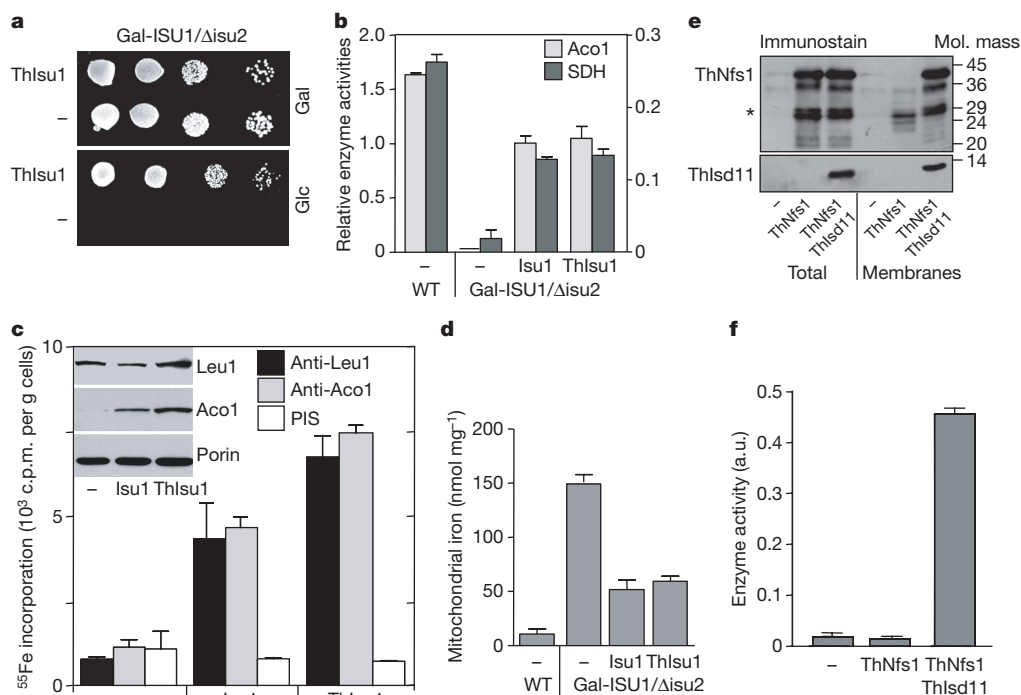 a
Gal-ISU1/Δisu2
ThIsu1
–
Gal
ThIsu1
–
Glc
b
Relative enzyme activities
2.0
1.5
1.0
0.5
0
Aco1
SDH
0.3
0.2
0.1
0
– – Isu1 ThIsu1
WT Gal-ISU1/Δisu2
e
Immunostain
Mol. mass
ThNfs1
*
45
36
29
24
20
14
ThIsd11
–
ThNfs1
ThNfs1
ThIsd11
–
ThNfs1
ThNfs1
ThIsd11
Total Membranes
c
⁵⁵Fe incorporation (10³ c.p.m. per g cells)
10
5
0
Leu1
Aco1
Porin
– Isu1 ThIsu1
Anti-Leu1
Anti-Aco1
PIS
d
Mitochondrial iron (nmol mg⁻¹)
200
150
100
50
0
– – Isu1 ThIsu1
WT Gal-ISU1/Δisu2
f
Enzyme activity (a.u.)
0.5
0.4
0.3
0.2
0.1
0
– ThNfs1 ThNfs1
ThIsd11